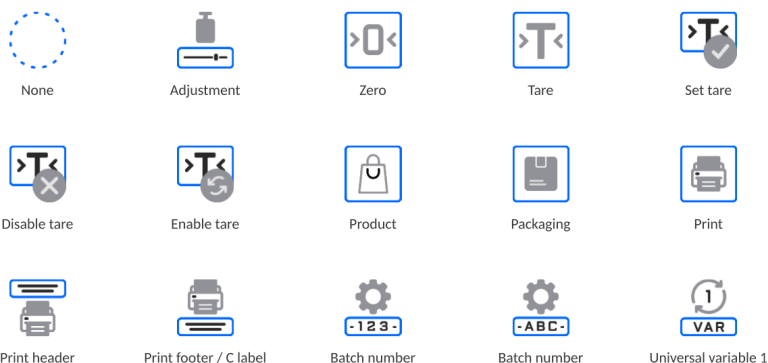 >0<
>T<
>T<
None
Adjustment
Zero
Tare
Set tare
>T<
>T<
Disable tare
Enable tare
Product
Packaging
Print
-123-
-ABC-
1
VAR
Print header
Print footer / C label
Batch number
Batch number
Universal variable 1